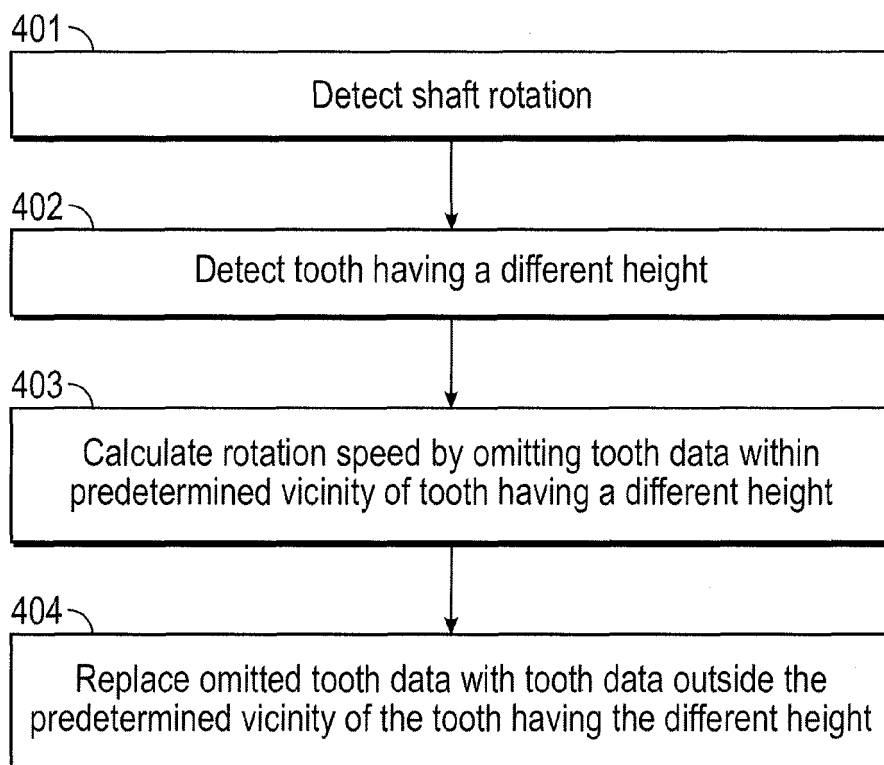 401
Detect shaft rotation
402
Detect tooth having a different height
403
Calculate rotation speed by omitting tooth data within
predetermined vicinity of tooth having a different height
404
Replace omitted tooth data with tooth data outside the
predetermined vicinity of the tooth having the different height